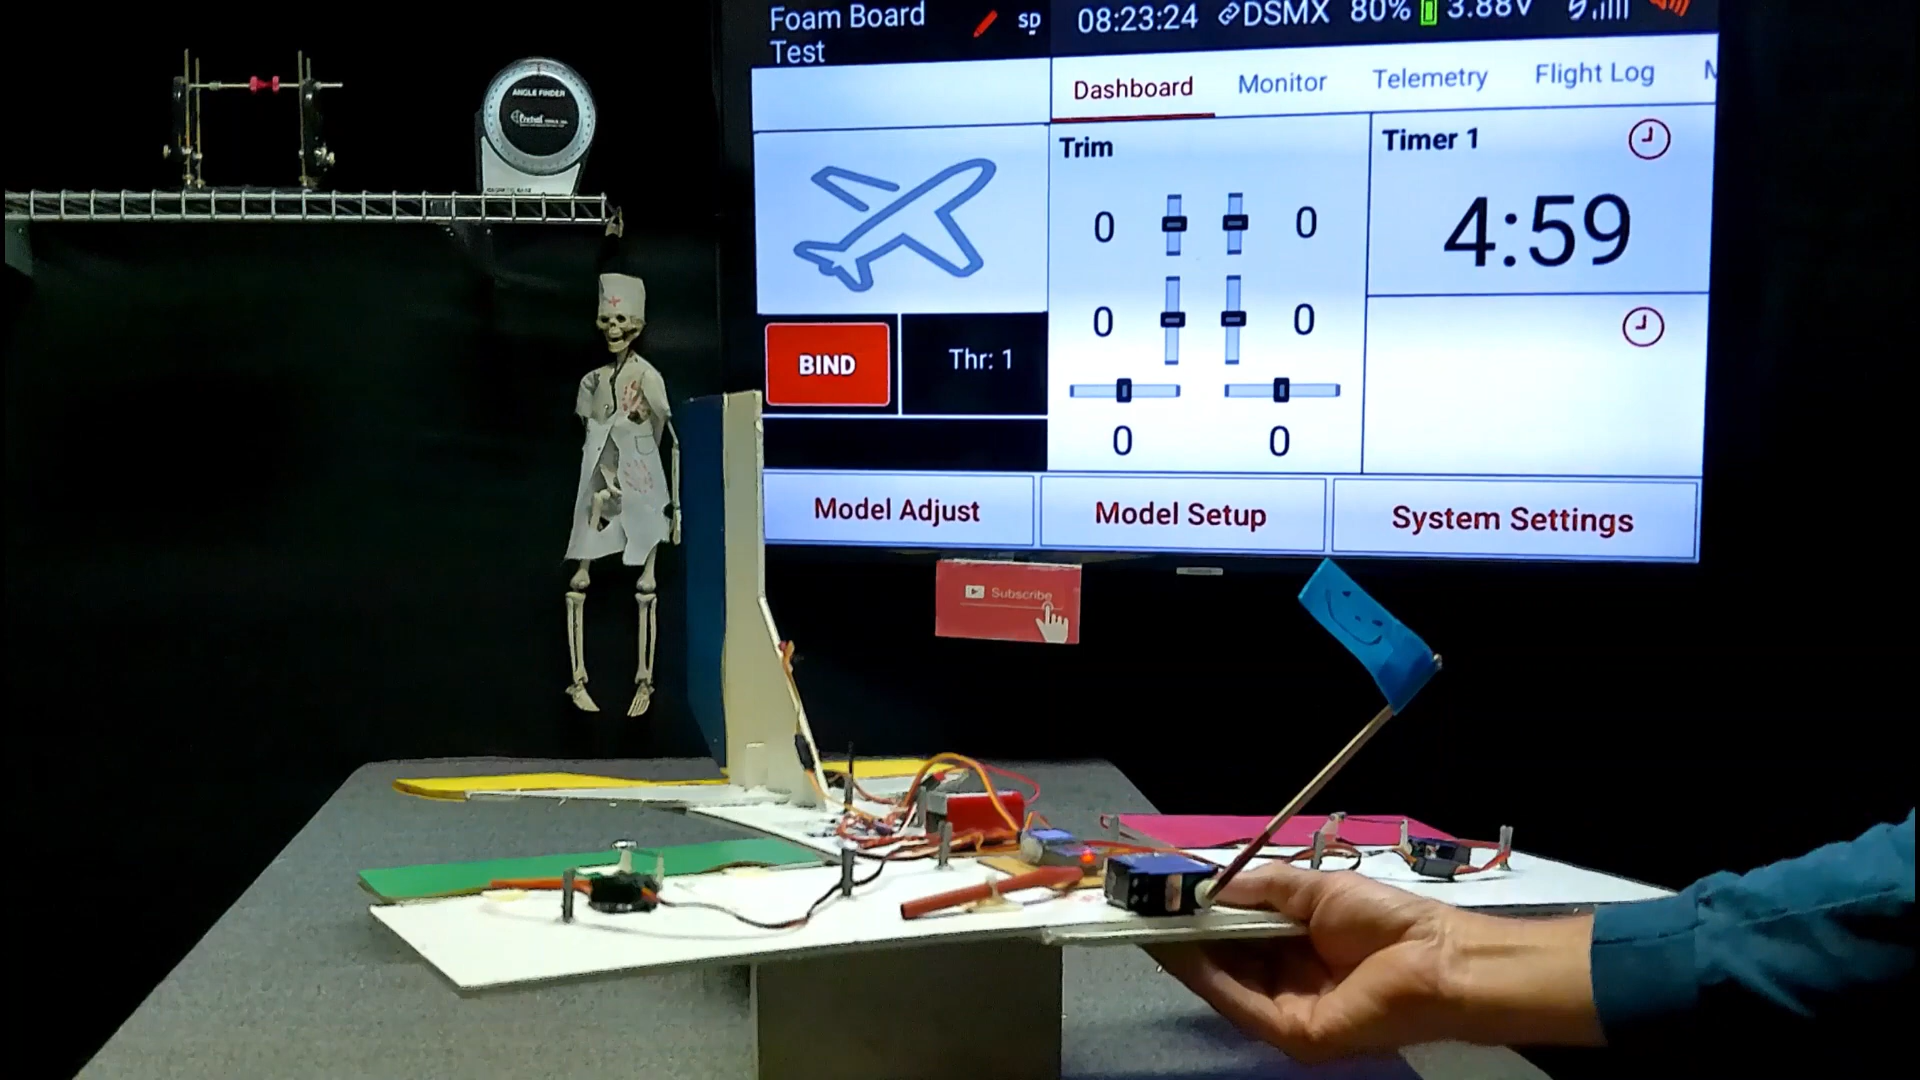 Foam Board
Test
SD
08:23:24 DSMX 80% 3.88V
Dashboard Monitor Telemetry Flight Log M
Trim
Timer 1
0 0
4:59
0 0
BIND
Thr: 1
0 0
Model Adjust Model Setup System Settings
Subscribe
ANGLE FINDER